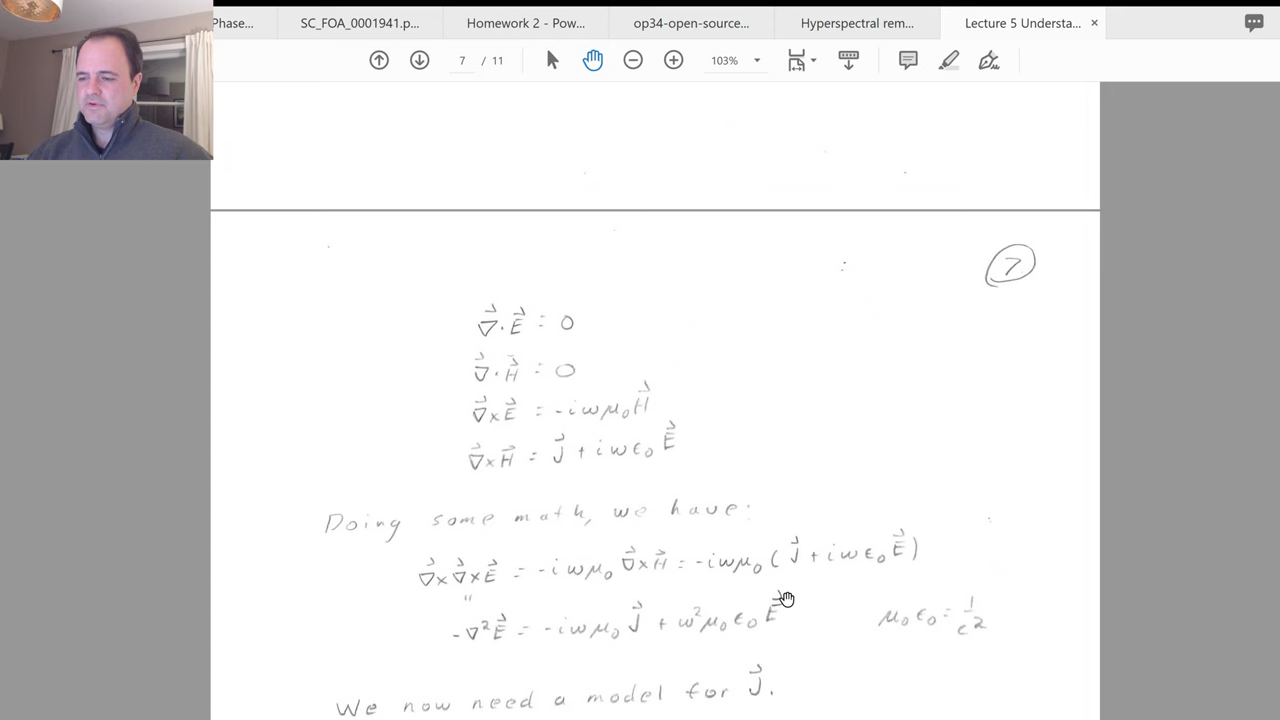 Phase...
SC_FOA_0001941.p...
Homework 2 - Pow...
op34-open-source...
Hyperspectral rem...
Lecture 5 Understa... ×
7 / 11
103%
7
∇⃗·E⃗ = 0
∇⃗·H⃗ = 0
∇⃗×E⃗ = -iωμ₀H⃗
∇⃗×H⃗ = J⃗ + iωε₀E⃗
Doing some math, we have:
∇⃗×∇⃗×E⃗ = -iωμ₀ ∇⃗×H⃗ = -iωμ₀ (J⃗ + iωε₀E⃗)
"
-∇²E⃗ = -iωμ₀J⃗ + ω²μ₀ε₀E⃗ μ₀ε₀ = 1/c²
We now need a model for J⃗.